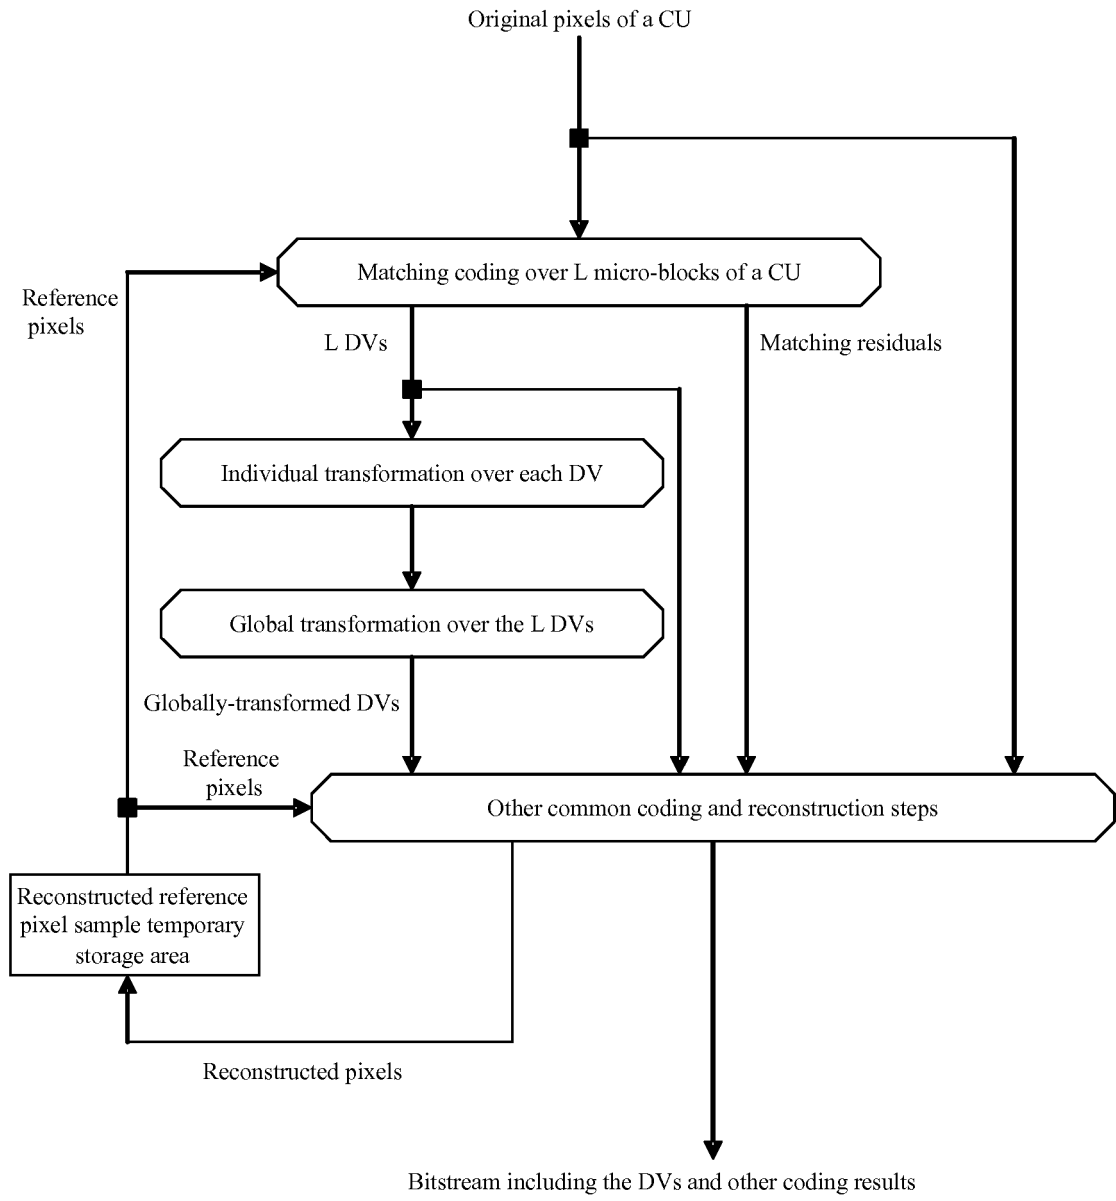 Original pixels of a CU
Matching coding over L micro-blocks of a CU
Reference
pixels
L DVs
Matching residuals
Individual transformation over each DV
Global transformation over the L DVs
Globally-transformed DVs
Reference
pixels
Other common coding and reconstruction steps
Reconstructed reference
pixel sample temporary
storage area
Reconstructed pixels
Bitstream including the DVs and other coding results